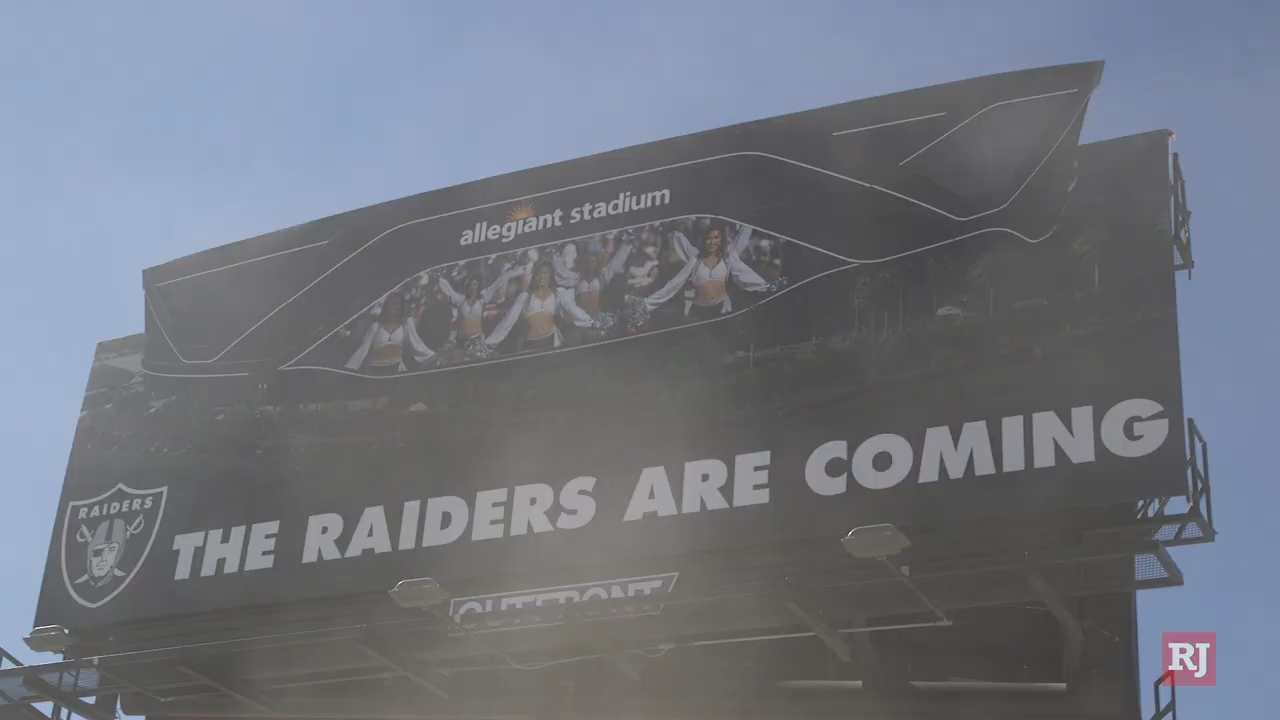 allegiant stadium
RAIDERS
THE RAIDERS ARE COMING
OUTFRONT
RJ